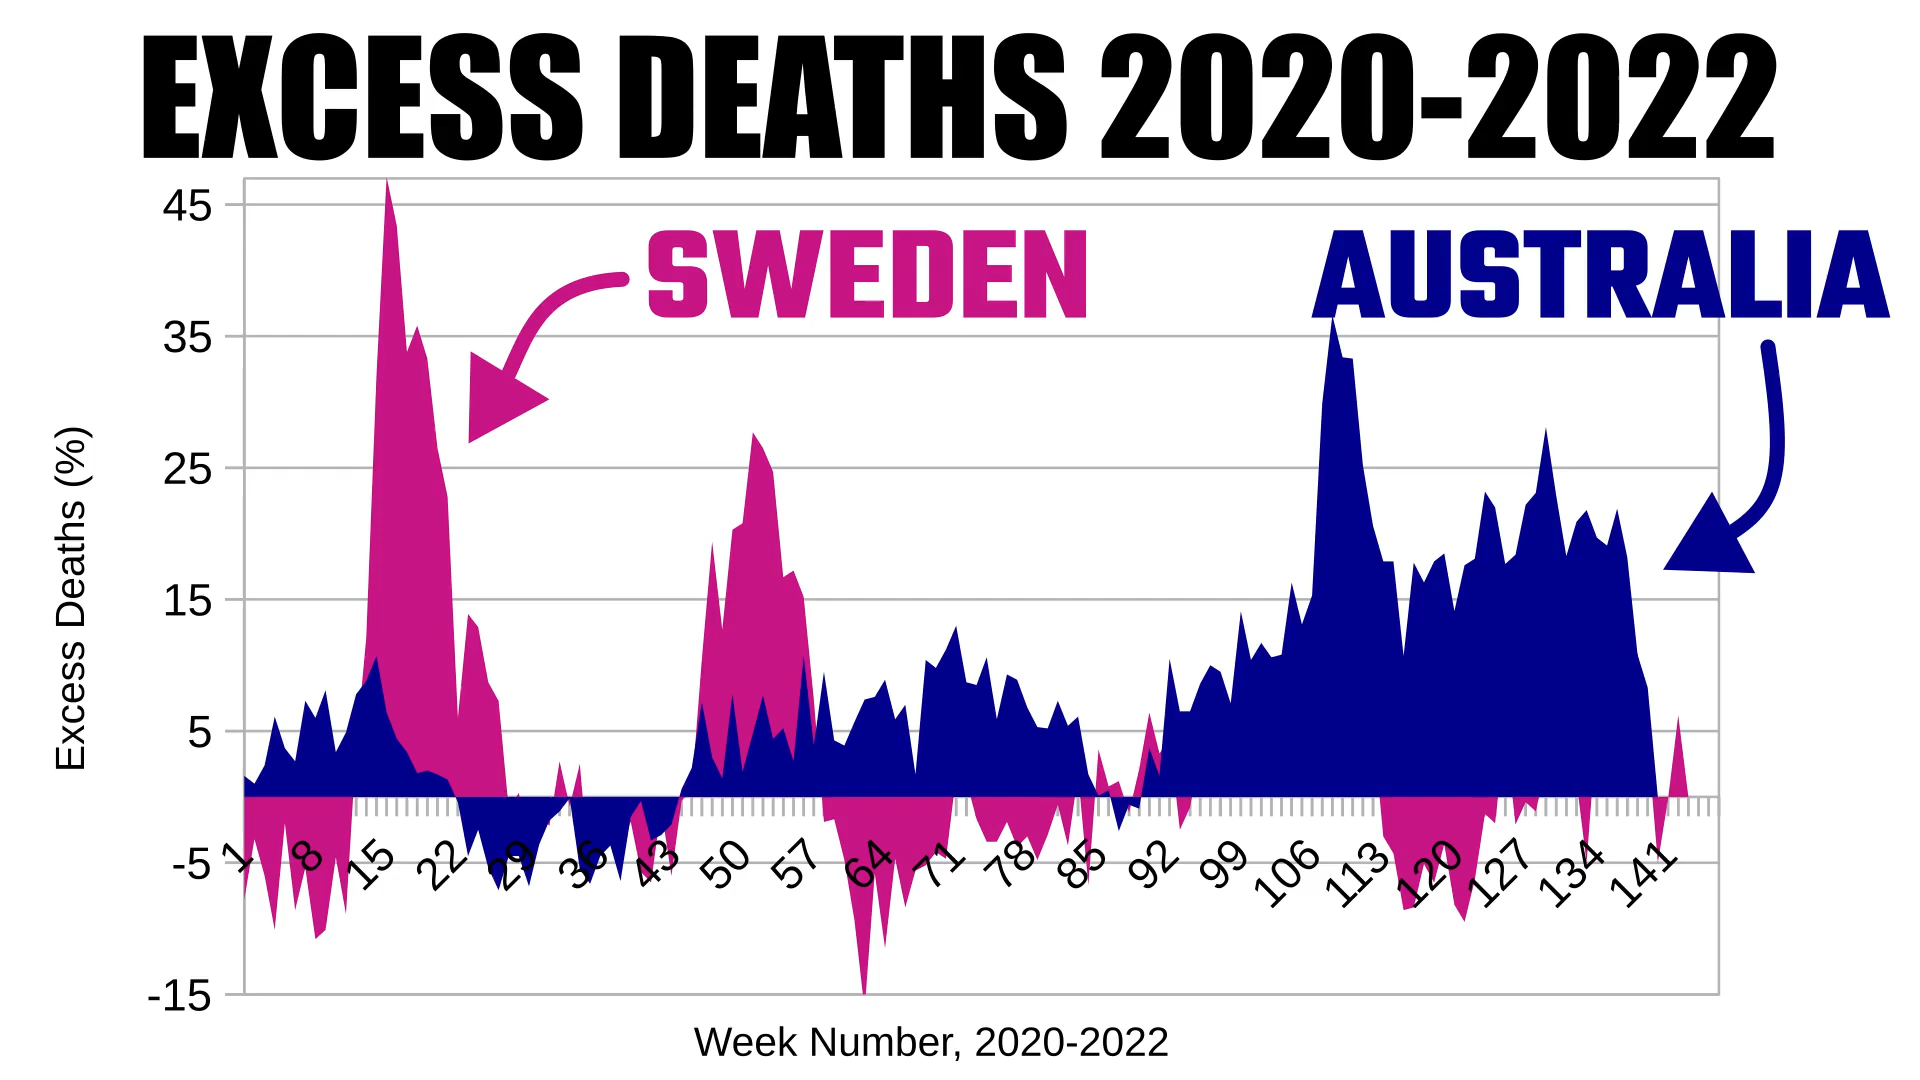 EXCESS DEATHS 2020-2022
45
SWEDEN
AUSTRALIA
35
25
15
5
-5
-15
Excess Deaths (%)
1 8 15 22 29 36 43 50 57 64 71 78 85 92 99 106 113 120 127 134 141
Week Number, 2020-2022